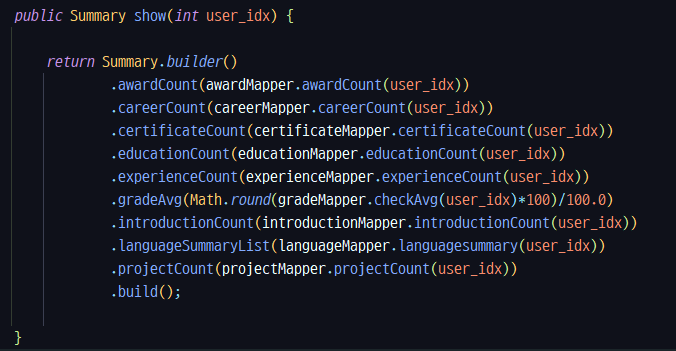 public Summary show(int user_idx) {
return Summary.builder()
.awardCount(awardMapper.awardCount(user_idx))
.careerCount(careerMapper.careerCount(user_idx))
.certificateCount(certificateMapper.certificateCount(user_idx))
.educationCount(educationMapper.educationCount(user_idx))
.experienceCount(experienceMapper.experienceCount(user_idx))
.gradeAvg(Math.round(gradeMapper.checkAvg(user_idx)*100)/100.0)
.introductionCount(introductionMapper.introductionCount(user_idx))
.languageSummaryList(languageMapper.languagesummary(user_idx))
.projectCount(projectMapper.projectCount(user_idx))
.build();
}